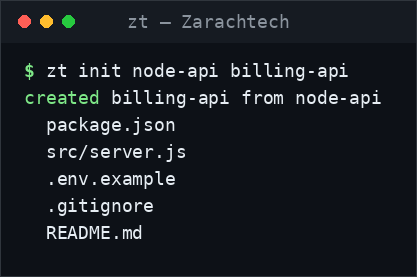 zt — Zarachtech
$ zt init node-api billing-api
created billing-api from node-api
package.json
src/server.js
.env.example
.gitignore
README.md